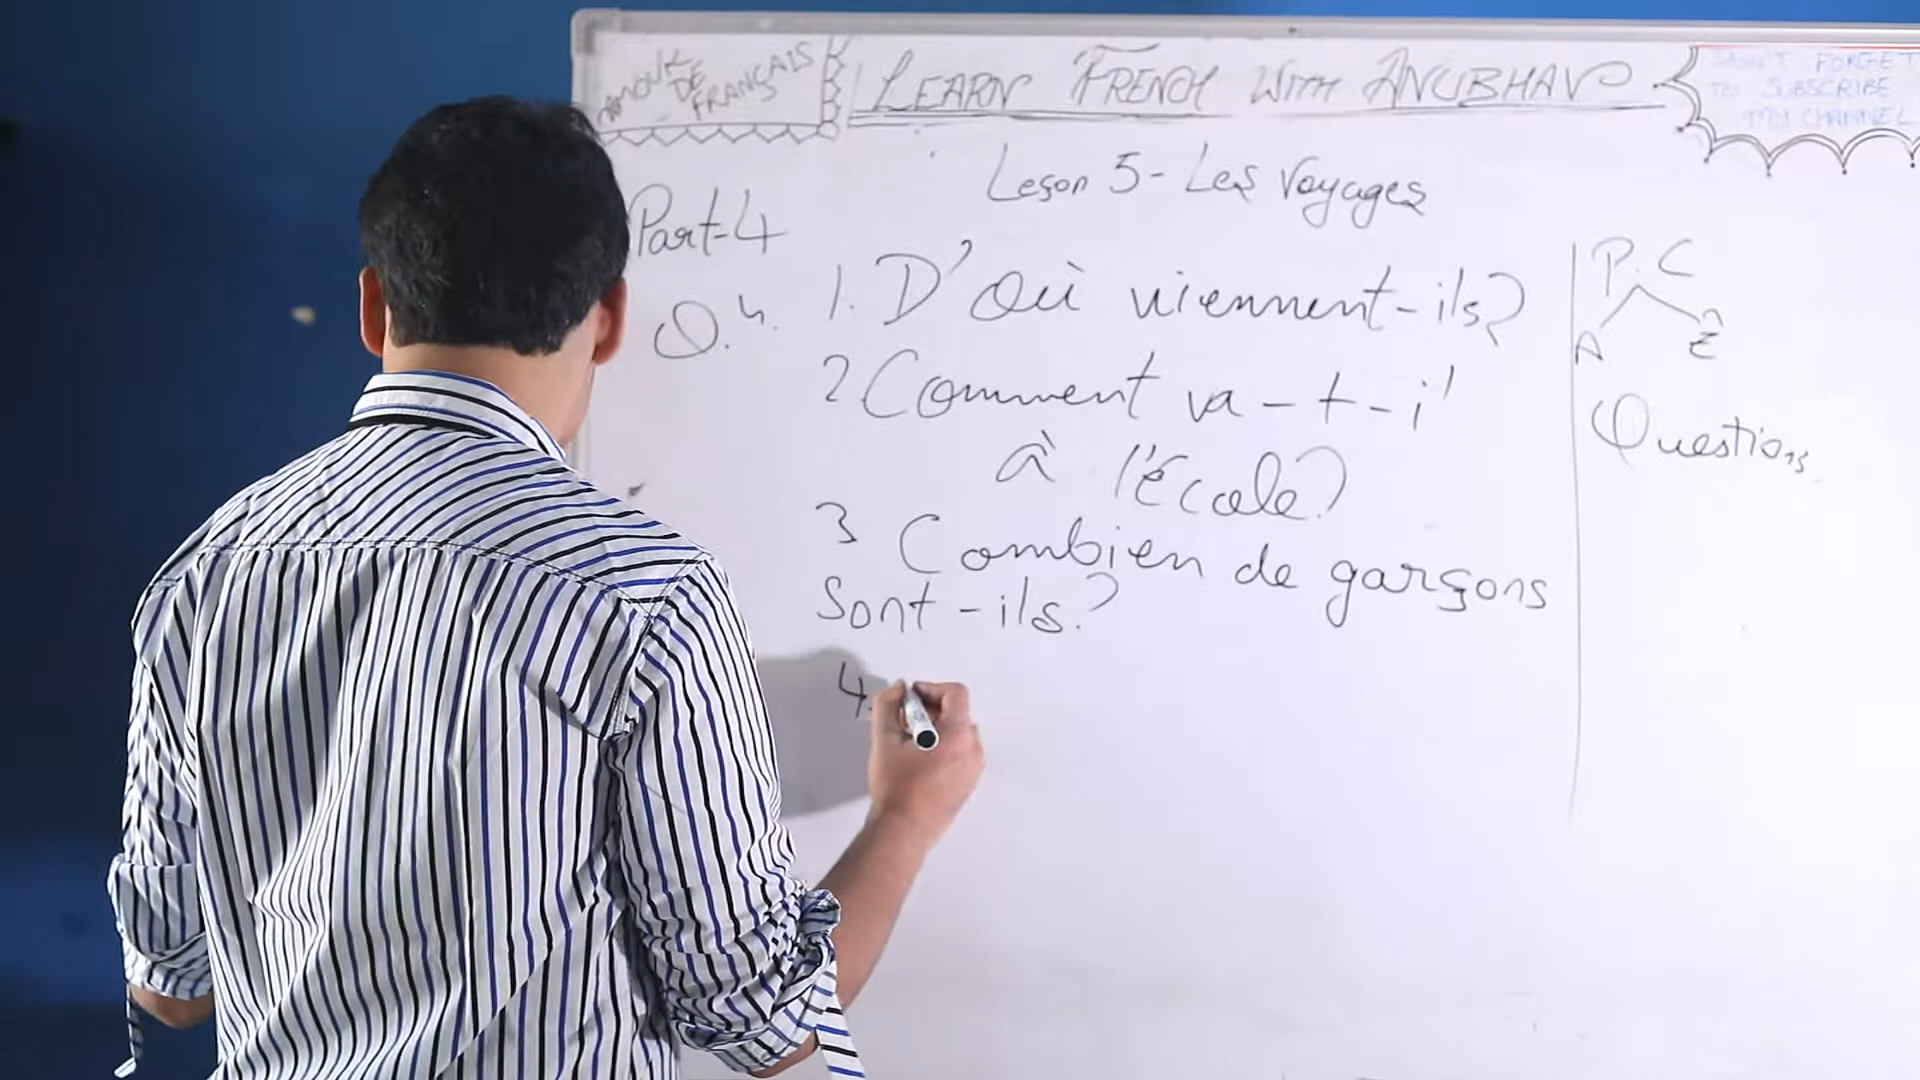 AMOUR
DE
FRANÇAIS
LEARN FRENCH WITH ANUBHAV
DON'T FORGET
TO SUBSCRIBE
MY CHANNEL
Leçon 5 - Les Voyages
Part-4
Q.4.
1. D'où viennent-ils?
2 Comment va-t-il
à l'école?
3 Combien de garçons
sont-ils?
4.
P.C
A Ê
Questions